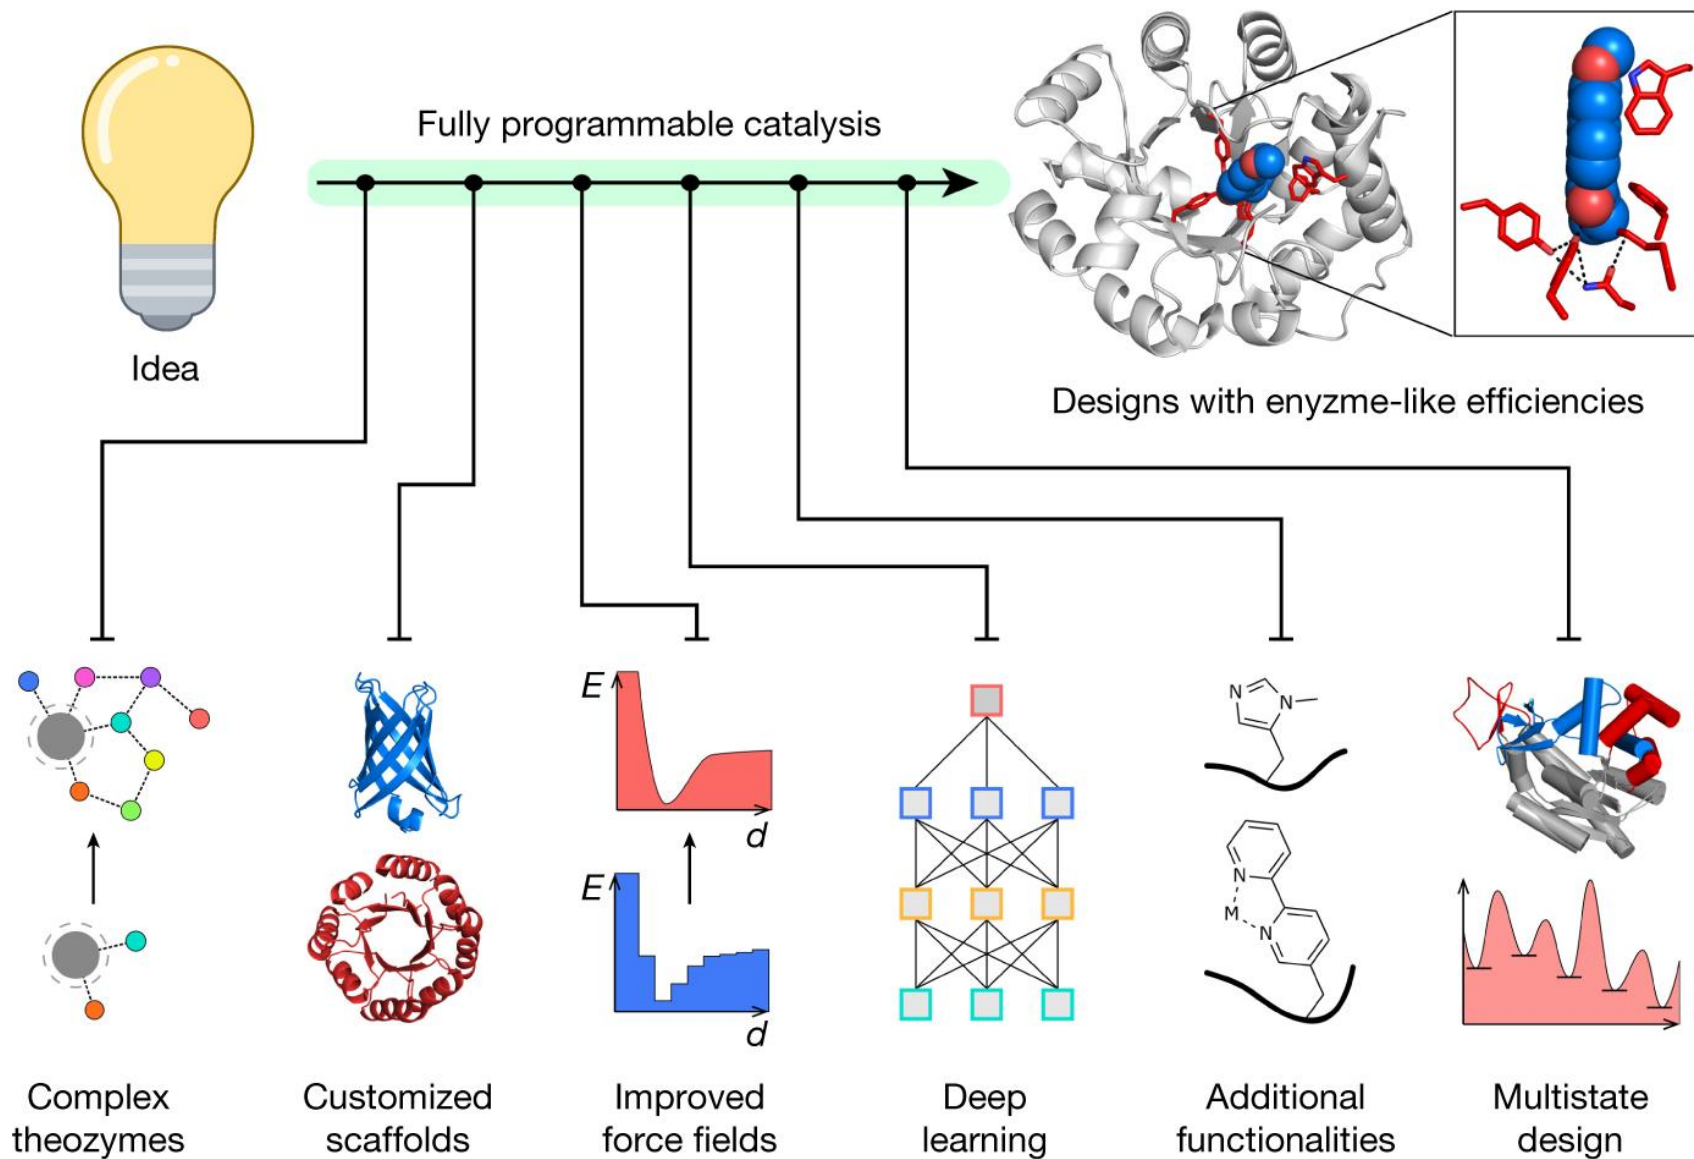 Fully programmable catalysis
Idea
Designs with enyzme-like efficiencies
E
d
E
d
N
N
N
M
N
Complex
theozymes
Customized
scaffolds
Improved
force fields
Deep
learning
Additional
functionalities
Multistate
design